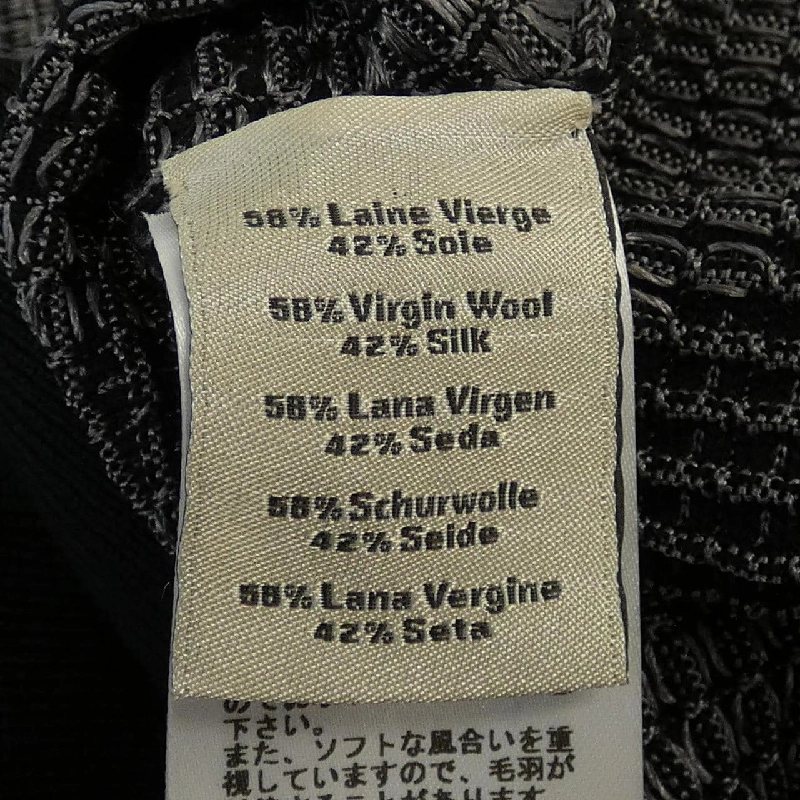 58% Laine Vierge
42% Soie
58% Virgin Wool
42% Silk
58% Lana Virgen
42% Seda
58% Schurwolle
42% Seide
58% Lana Vergine
42% Seta
下さい。
また、ソフトな風合いを重
視していますので、毛羽が